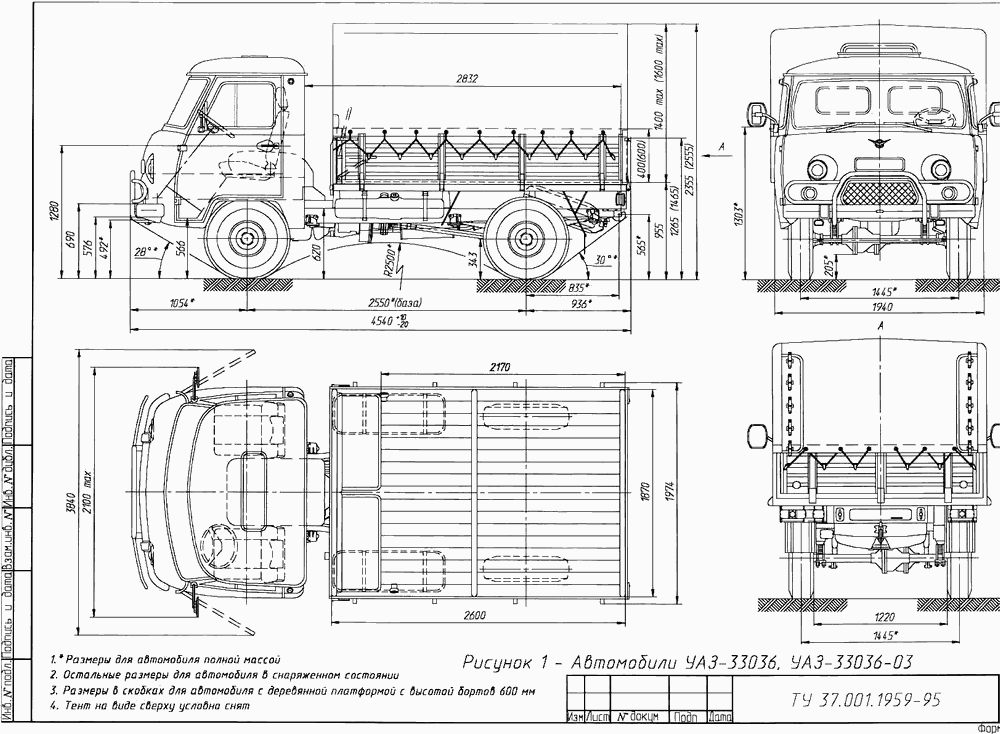 2832
1400 max (1600 max)
400(600)
2355 (2555)
1265 (1465)
955
565*
А
1280
690
576
492*
28°*
566
620
R2500*
343
30°*
835*
1054*
2550*(база)
936*
4540 +10 -20
1303*
205*
1445*
1940
А
2170
3840
2100 max
1870
1974
2600
1220
1445*
1.* Размеры для автомобиля полной массой
2. Остальные размеры для автомобиля в снаряженном состоянии
3. Размеры в скобках для автомобиля с деревянной платформой с высотой бортов 600 мм
4. Тент на виде сверху условна снят
Рисунок 1 - Автомобили УАЗ-33036, УАЗ-33036-03
ТУ 37.001.1959-95
Изм Лист № докум Подп Дата
Инв.№ подл. Подпись и дата Взам.инв. № Инв.№ дубл. Подпись и дата
Форм